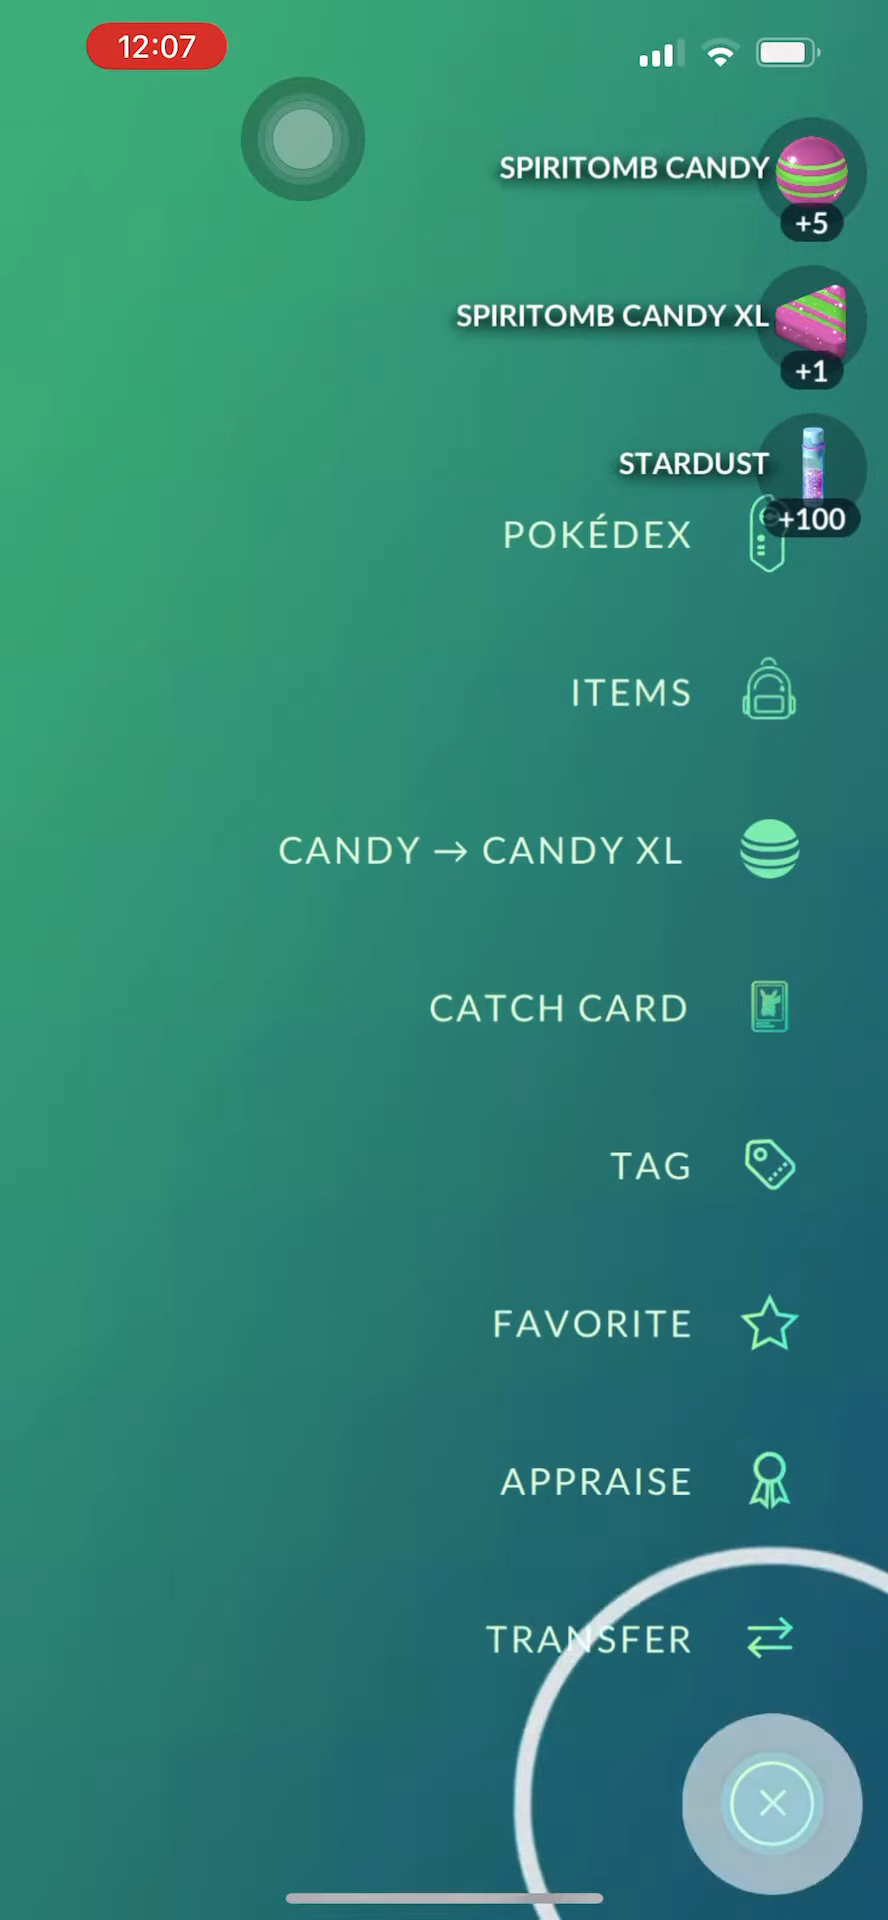 12:07
SPIRITOMB CANDY
+5
SPIRITOMB CANDY XL
+1
STARDUST
+100
POKÉDEX
ITEMS
CANDY → CANDY XL
CATCH CARD
TAG
FAVORITE
APPRAISE
TRANSFER